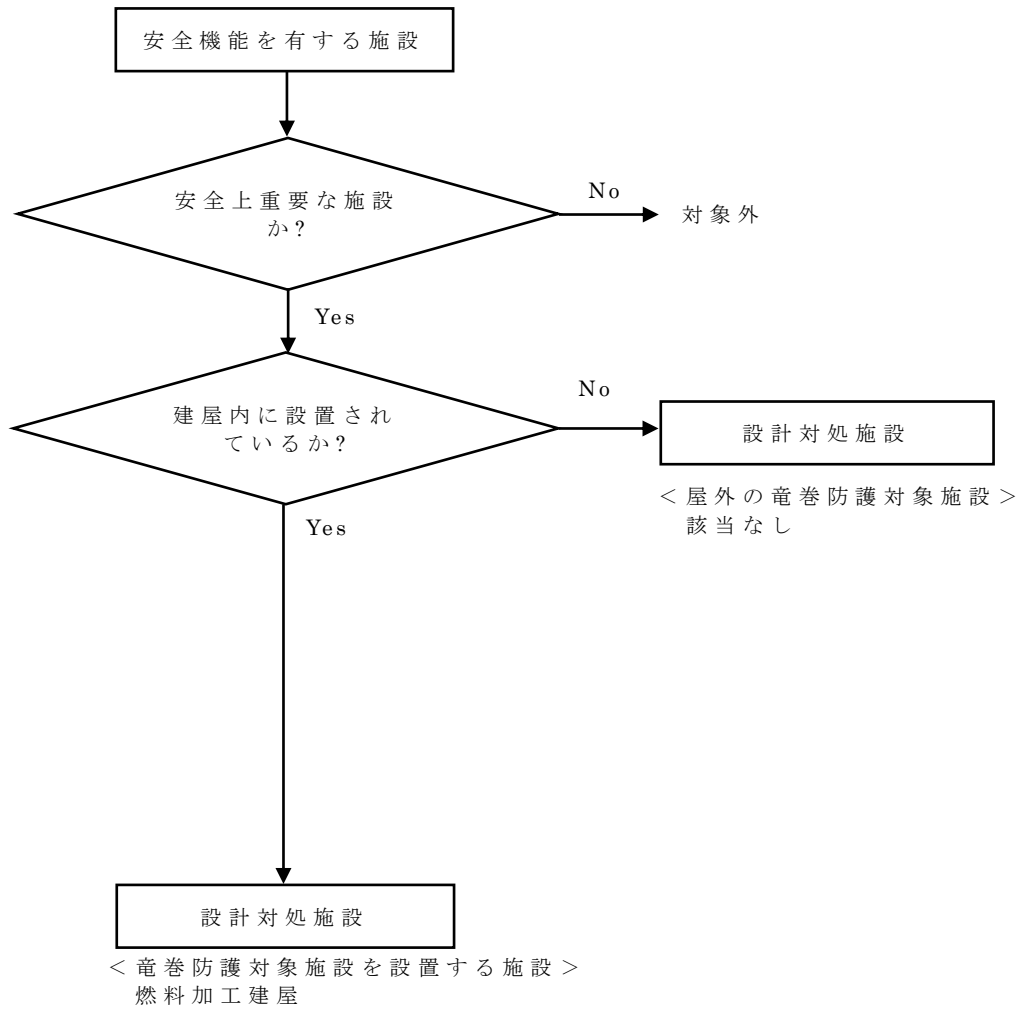 安全機能を有する施設
安全上重要な施設
か?
No
対象外
Yes
建屋内に設置され
ているか?
No
設計対処施設
＜屋外の竜巻防護対象施設＞
該当なし
Yes
設計対処施設
＜竜巻防護対象施設を設置する施設＞
燃料加工建屋